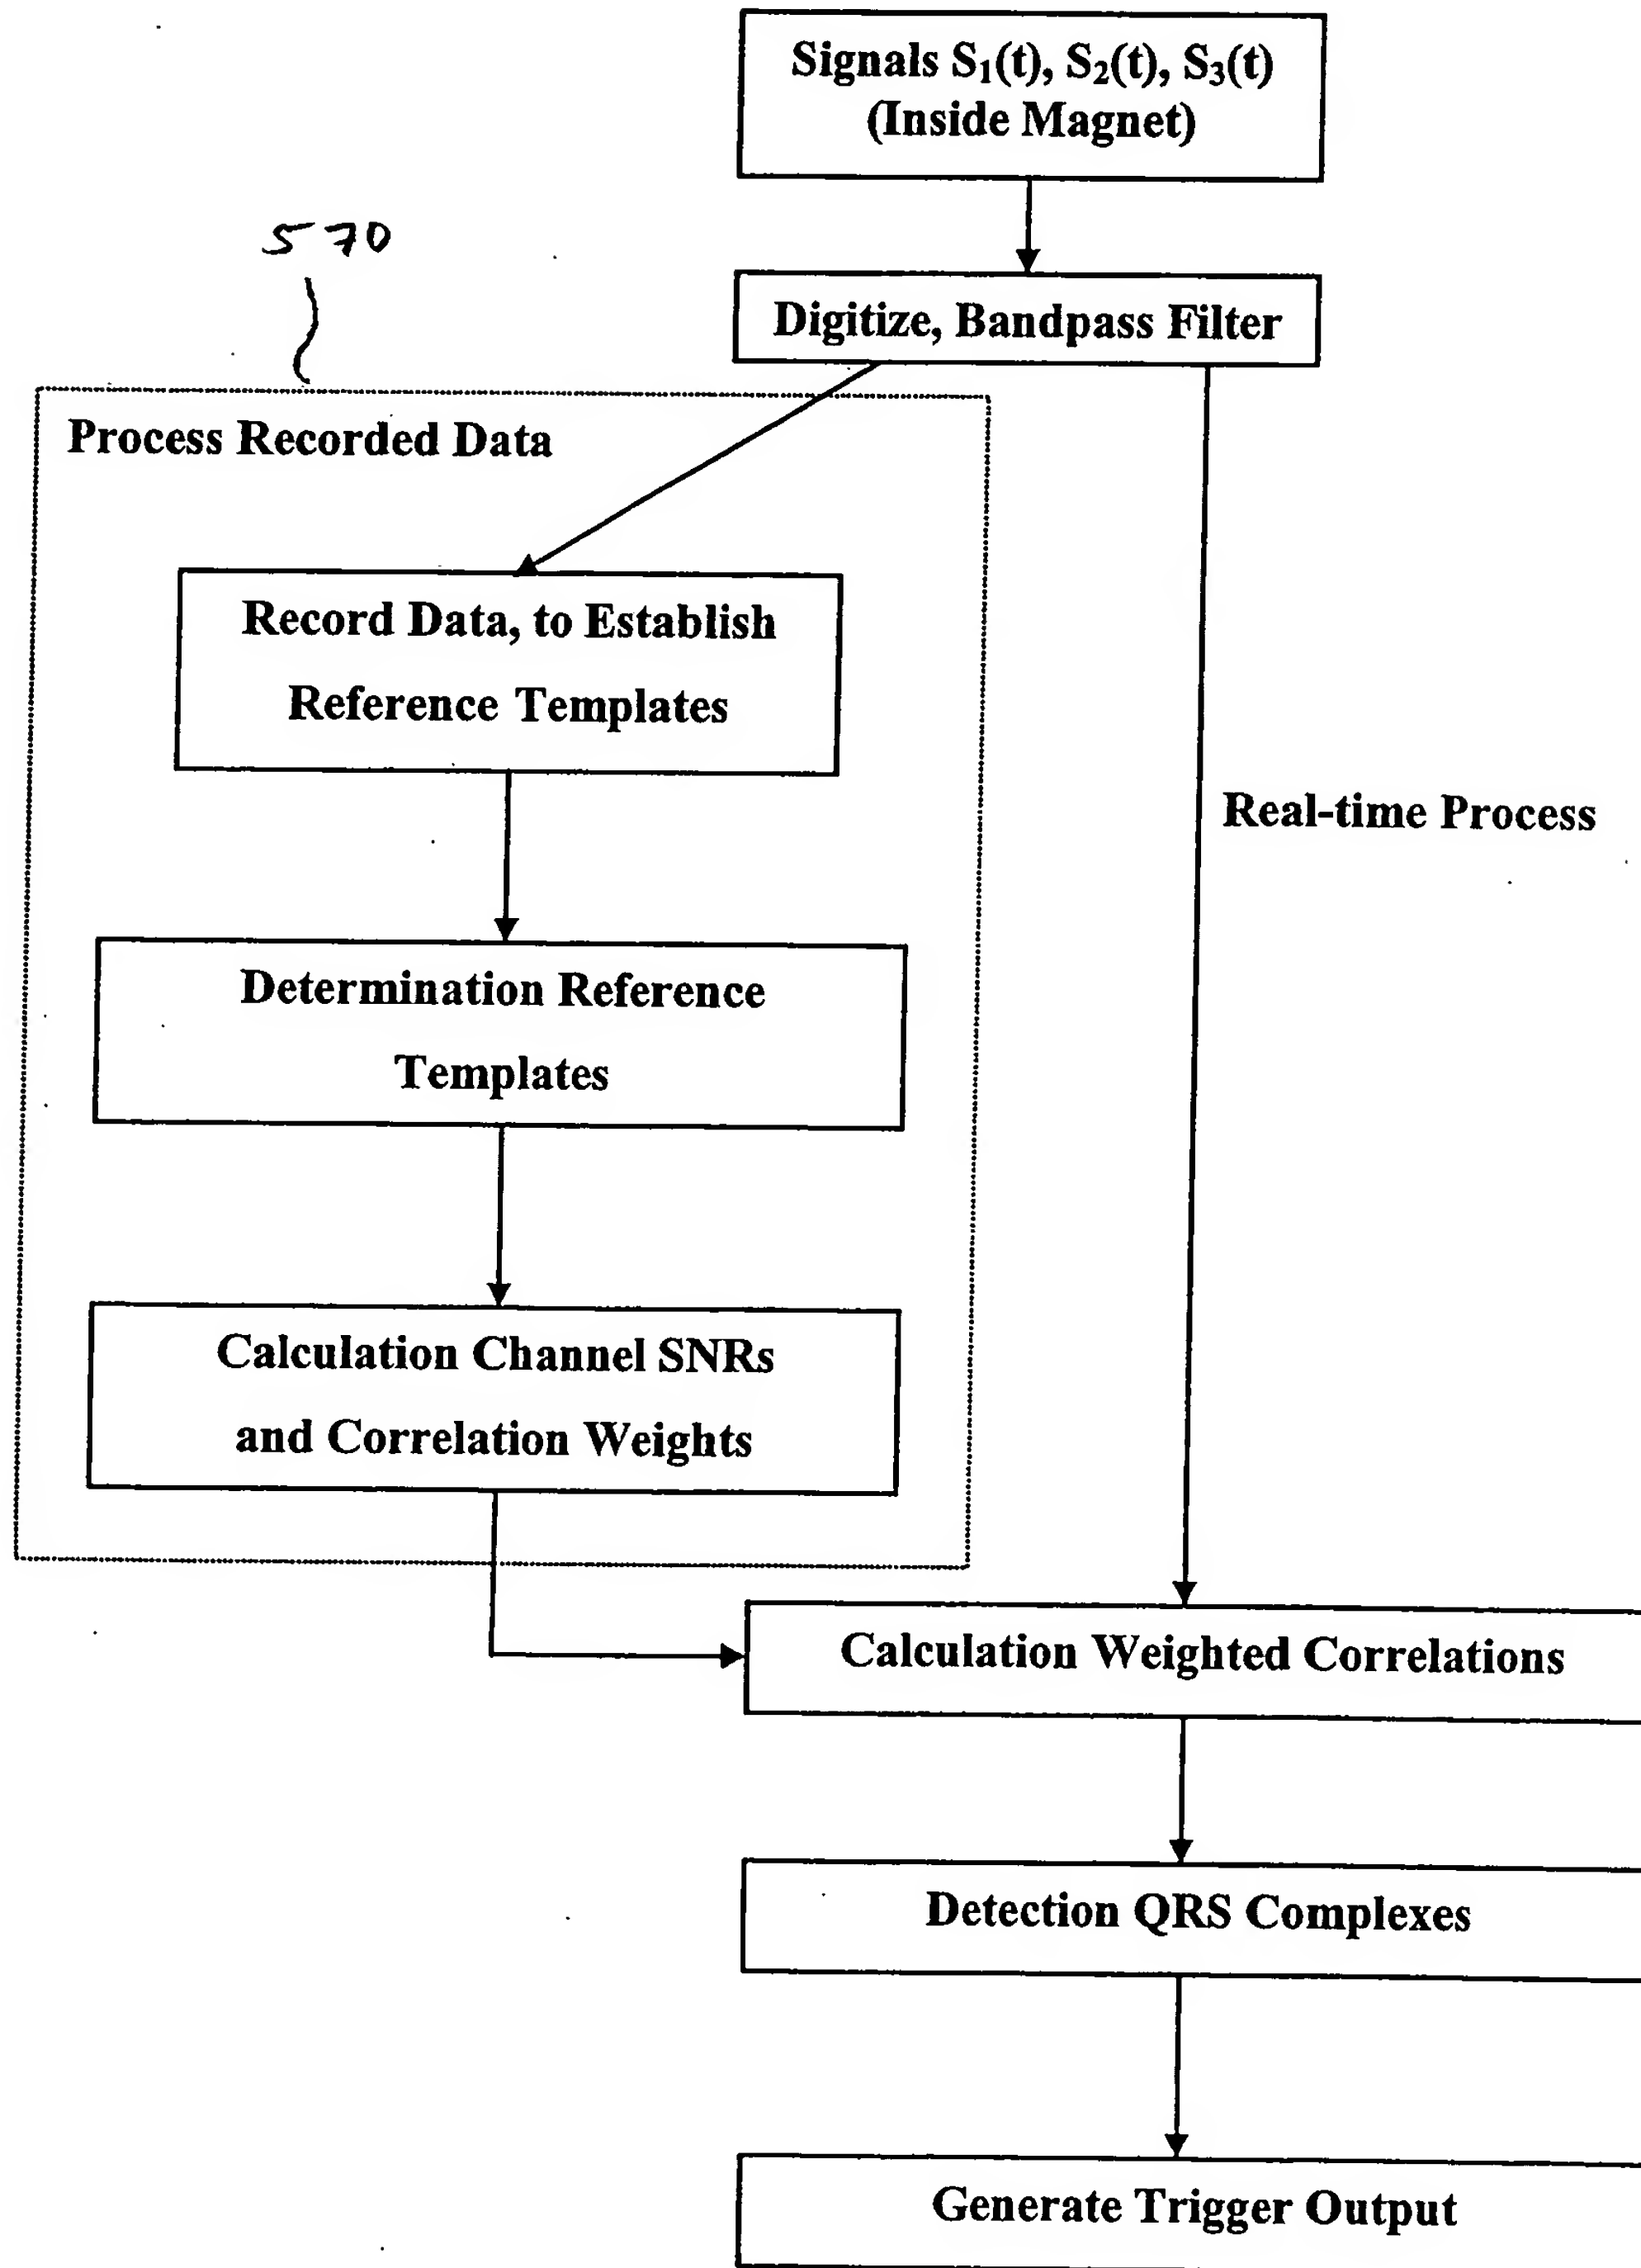 Signals S₁(t), S₂(t), S₃(t)
(Inside Magnet)
570
Digitize, Bandpass Filter
Process Recorded Data
Record Data, to Establish
Reference Templates
Real-time Process
Determination Reference
Templates
Calculation Channel SNRs
and Correlation Weights
Calculation Weighted Correlations
Detection QRS Complexes
Generate Trigger Output